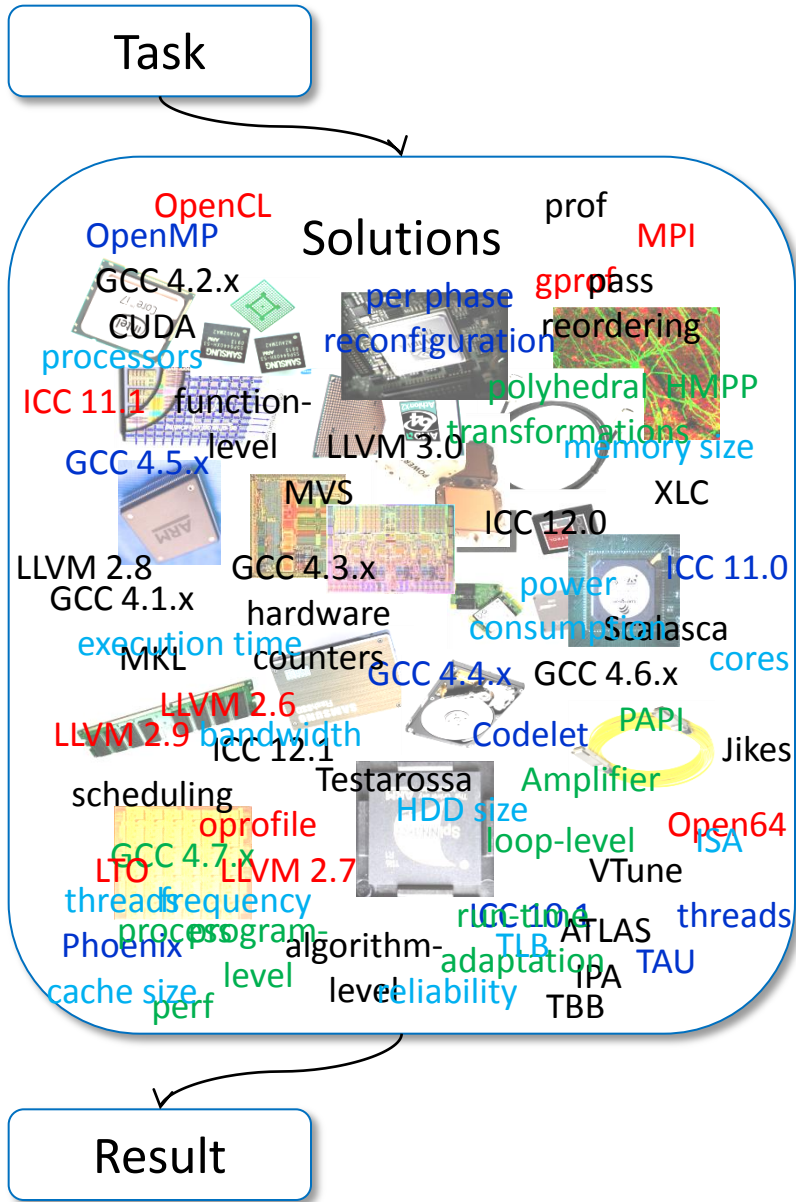 Task
OpenCL
prof
OpenMP
Solutions
MPI
GCC 4.2.x
per phase
reconfiguration
gprof
pass
reordering
CUDA
processors
ICC 11.1
function-
level
polyhedral
transformations
HMPP
GCC 4.5.x
LLVM 3.0
memory size
MVS
XLC
ICC 12.0
LLVM 2.8
GCC 4.3.x
ICC 11.0
GCC 4.1.x
hardware
counters
power
consumption
Scalasca
execution time
MKL
cores
GCC 4.4.x
GCC 4.6.x
LLVM 2.6
PAPI
LLVM 2.9
bandwidth
ICC 12.1
Codelet
Jikes
scheduling
Testarossa
Amplifier
HDD size
oprofile
loop-level
Open64
ISA
GCC 4.7.x
LTO
LLVM 2.7
VTune
threads
frequency
ICC 10.1
run-time
adaptation
threads
process
program-
level
Phoenix
algorithm-
level
ATLAS
TLB
TAU
IPA
cache size
reliability
perf
TBB
Result